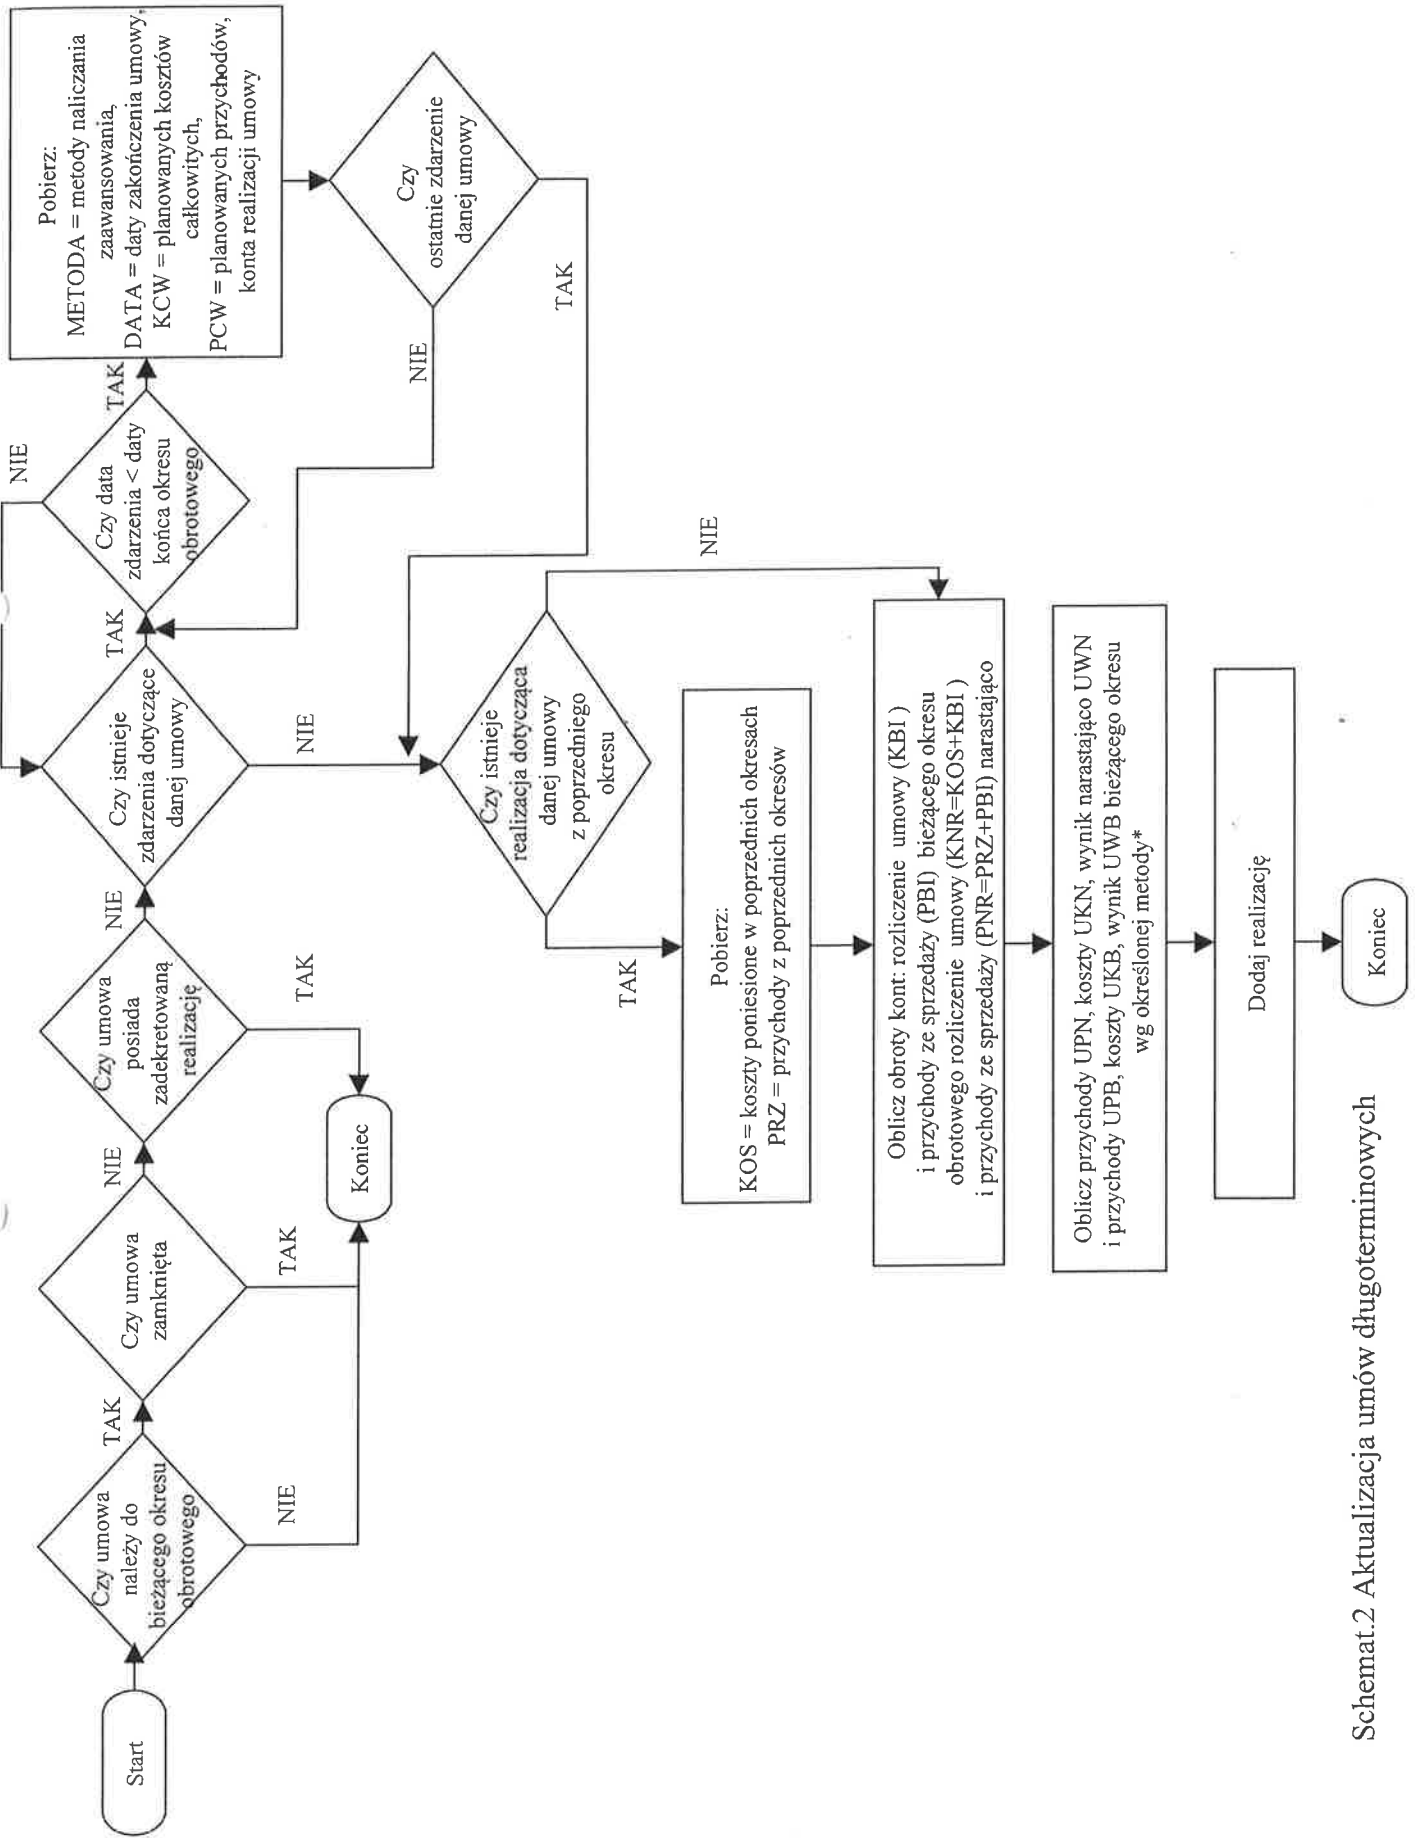 Start
Czy umowa
należy do
bieżącego okresu
obrotowego
TAK
NIE
Czy umowa
zamknięta
NIE
TAK
Czy umowa
posiada
zadekretowaną
realizację
NIE
TAK
Koniec
Czy istnieje
zdarzenia dotyczące
danej umowy
TAK
NIE
Czy data
zdarzenia < daty
końca okresu
obrotowego
NIE
TAK
Pobierz:
METODA = metody naliczania
zaawansowania,
DATA = daty zakończenia umowy,
KCW = planowanych kosztów
całkowitych,
PCW = planowanych przychodów,
konta realizacji umowy
Czy
ostatnie zdarzenie
danej umowy
NIE
TAK
Czy istnieje
realizacja dotycząca
danej umowy
z poprzedniego
okresu
TAK
NIE
Pobierz:
KOS = koszty poniesione w poprzednich okresach
PRZ = przychody z poprzednich okresów
Oblicz obroty kont: rozliczenie umowy (KBI )
i przychody ze sprzedaży (PBI) bieżącego okresu
obrotowego rozliczenie umowy (KNR=KOS+KBI )
i przychody ze sprzedaży (PNR=PRZ+PBI) narastająco
Oblicz przychody UPN, koszty UKN, wynik narastająco UWN
i przychody UPB, koszty UKB, wynik UWB bieżącego okresu
wg określonej metody*
Dodaj realizację
Koniec
Schemat.2 Aktualizacja umów długoterminowych